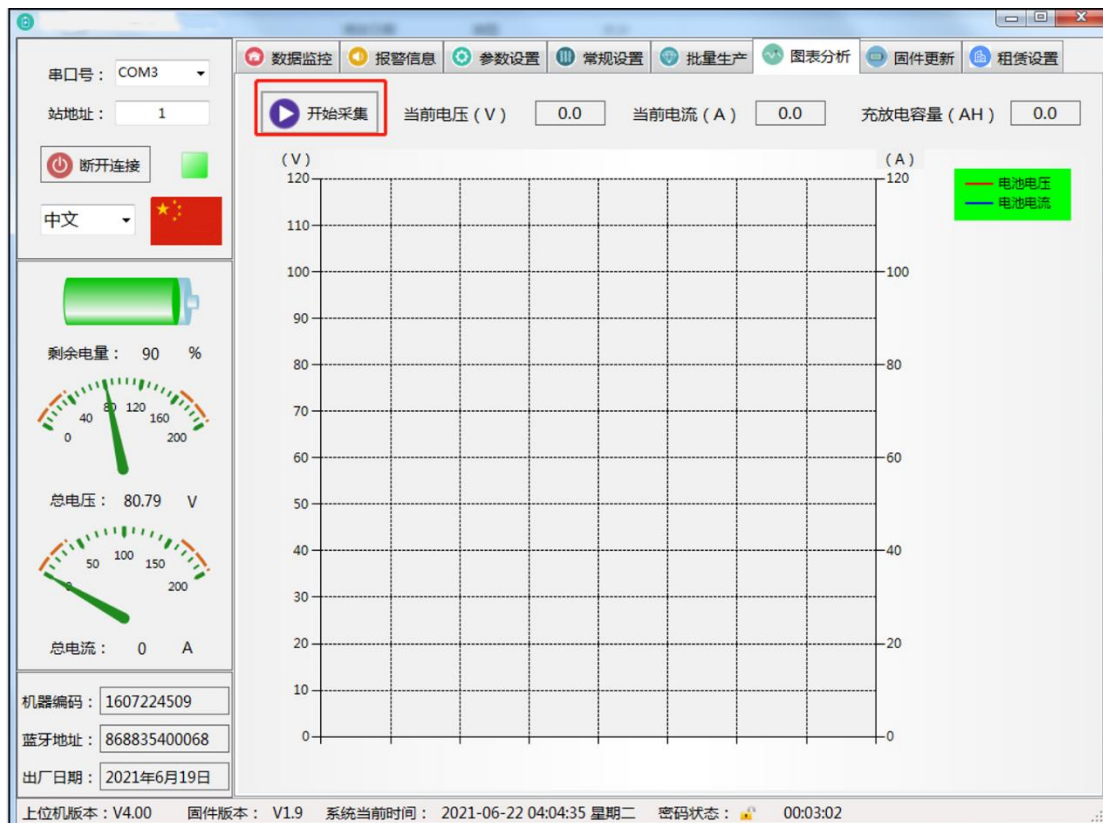 串口号： COM3
站地址： 1
断开连接
中文
剩余电量： 90 %
0 40 80 120 160 200
总电压： 80.79 V
0 50 100 150 200
总电流： 0 A
机器编码： 1607224509
蓝牙地址： 868835400068
出厂日期： 2021年6月19日
数据监控 报警信息 参数设置 常规设置 批量生产 图表分析 固件更新 租赁设置
开始采集 当前电压（V） 0.0 当前电流（A） 0.0 充放电容量（AH） 0.0
（V） （A）
120 120
110
100 100
90
80 80
70
60 60
50
40 40
30
20 20
10
0 0
电池电压
电池电流
上位机版本：V4.00 固件版本： V1.9 系统当前时间： 2021-06-22 04:04:35 星期二 密码状态： 00:03:02